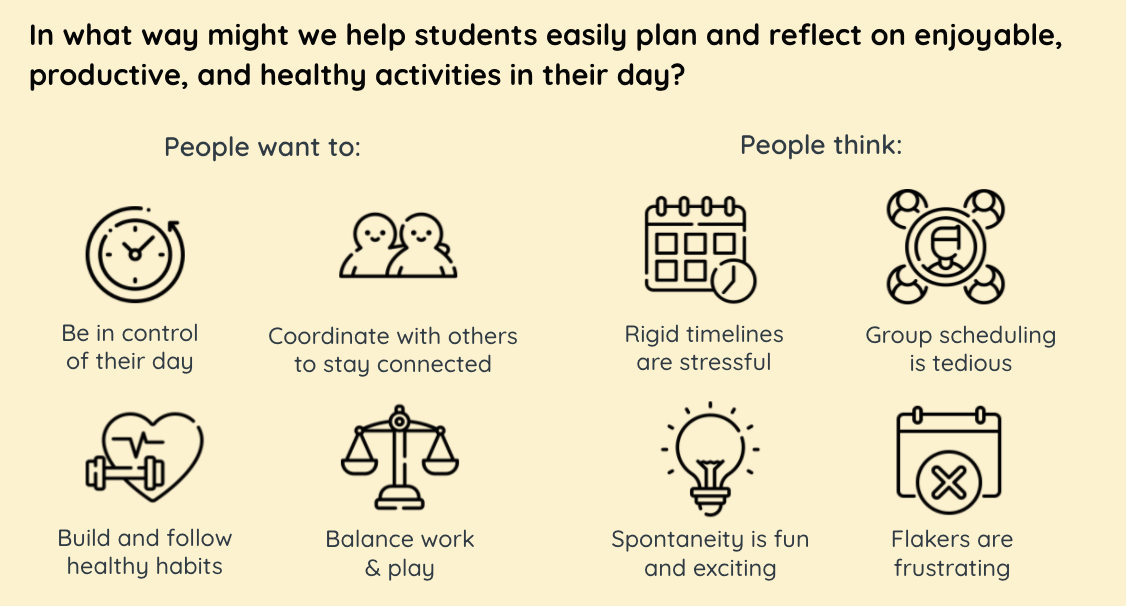 In what way might we help students easily plan and reflect on enjoyable,
productive, and healthy activities in their day?
People want to:
Be in control
of their day
Coordinate with others
to stay connected
Build and follow
healthy habits
Balance work
& play
People think:
Rigid timelines
are stressful
Group scheduling
is tedious
Spontaneity is fun
and exciting
Flakers are
frustrating